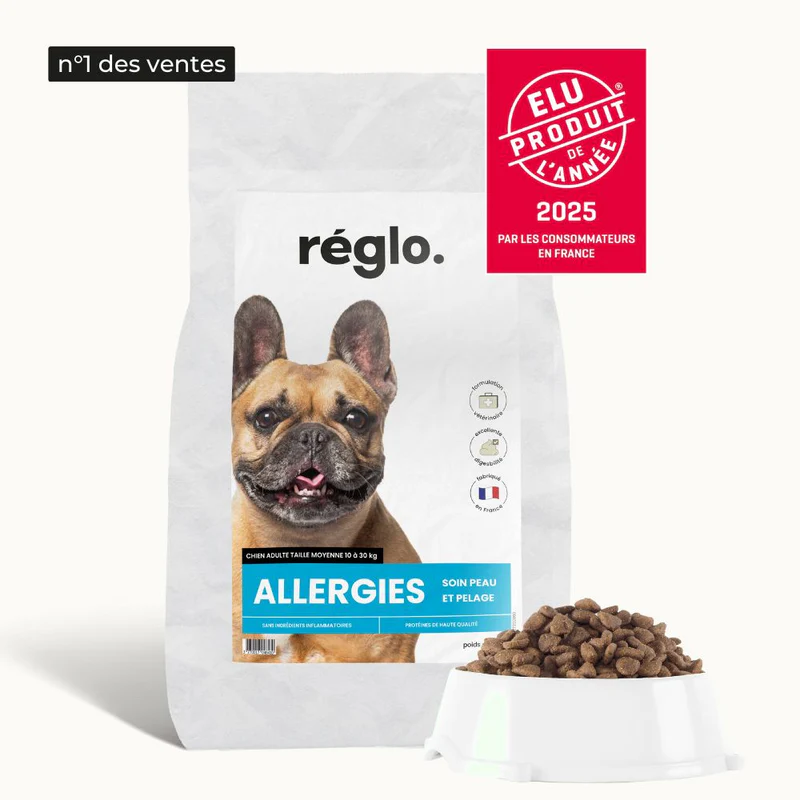 n°1 des ventes
ELU
PRODUIT
®
DE
L'ANNÉE
2025
PAR LES CONSOMMATEURS
EN FRANCE
réglo.
formulation
vétérinaire
excellente
digestibilité
fabriqué
en France
CHIEN ADULTE TAILLE MOYENNE 10 à 30 kg
ALLERGIES
SOIN PEAU
ET PELAGE
SANS INGRÉDIENTS INFLAMMATOIRES
PROTÉINES DE HAUTE QUALITÉ
poids